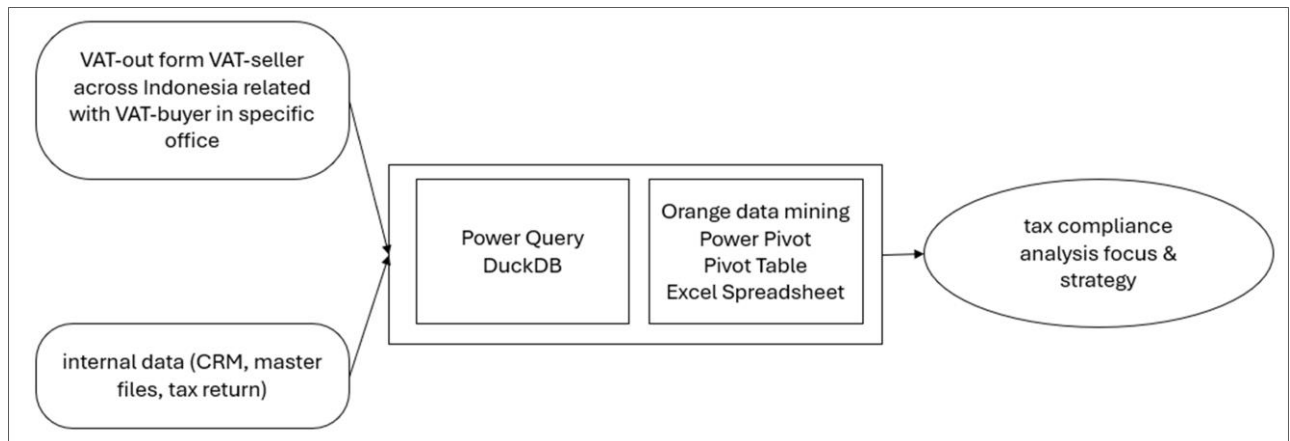 VAT-out form VAT-seller
across Indonesia related
with VAT-buyer in specific
office
internal data (CRM, master
files, tax return)
Power Query
DuckDB
Orange data mining
Power Pivot
Pivot Table
Excel Spreadsheet
tax compliance
analysis focus &
strategy